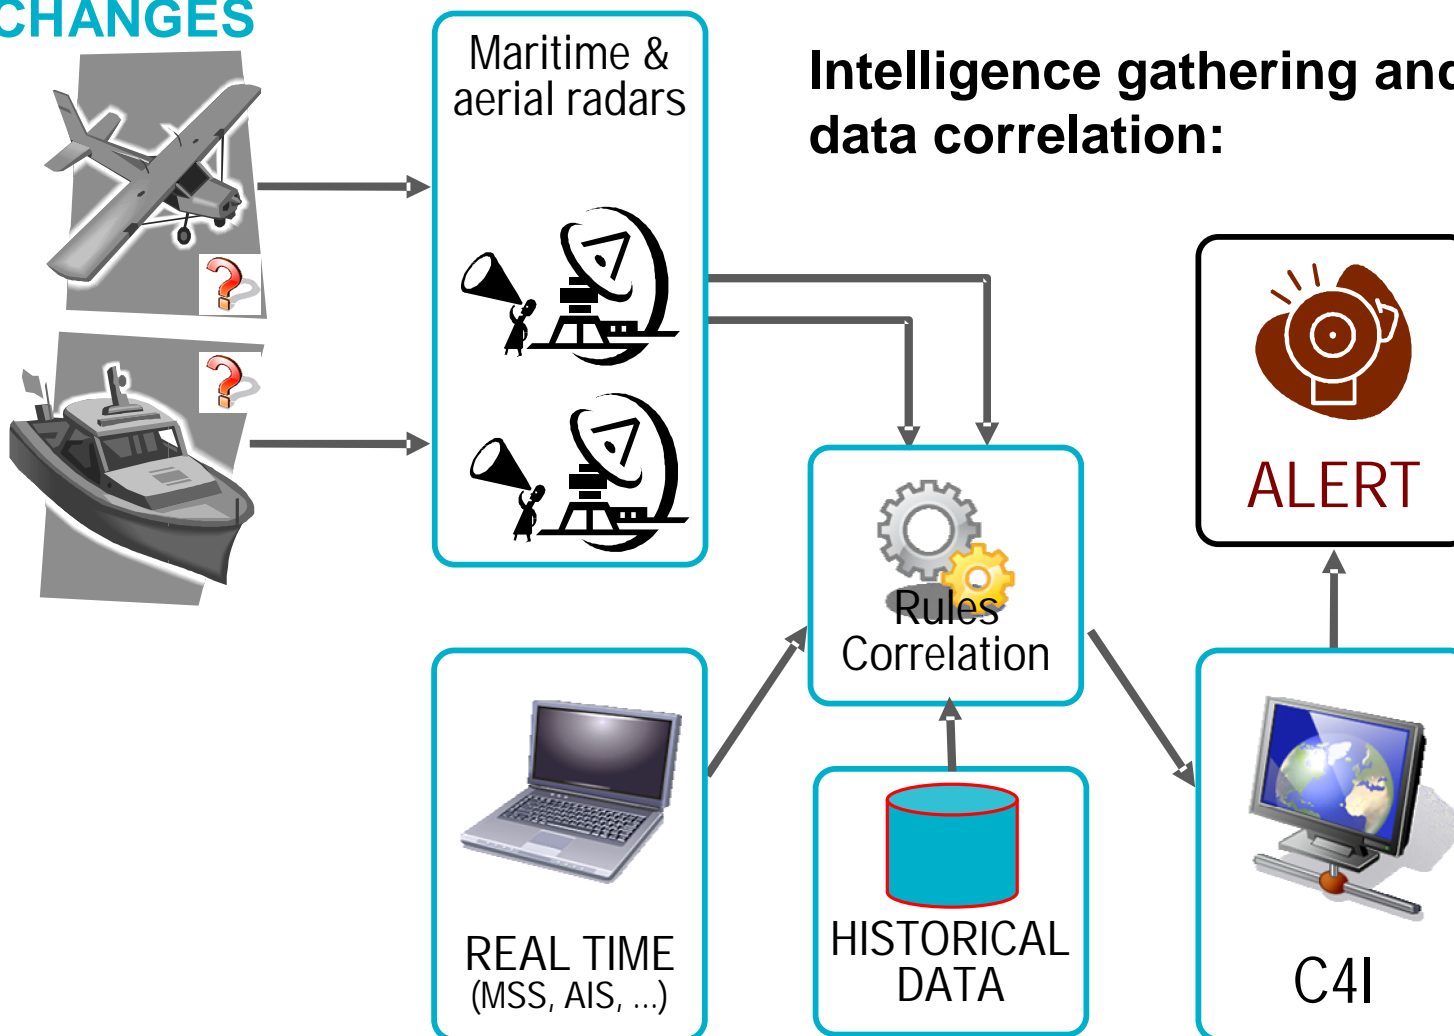 CHANGES
Maritime &
aerial radars
Intelligence gathering and
data correlation:
ALERT
Rules
Correlation
REAL TIME
(MSS, AIS, ...)
HISTORICAL
DATA
C4I